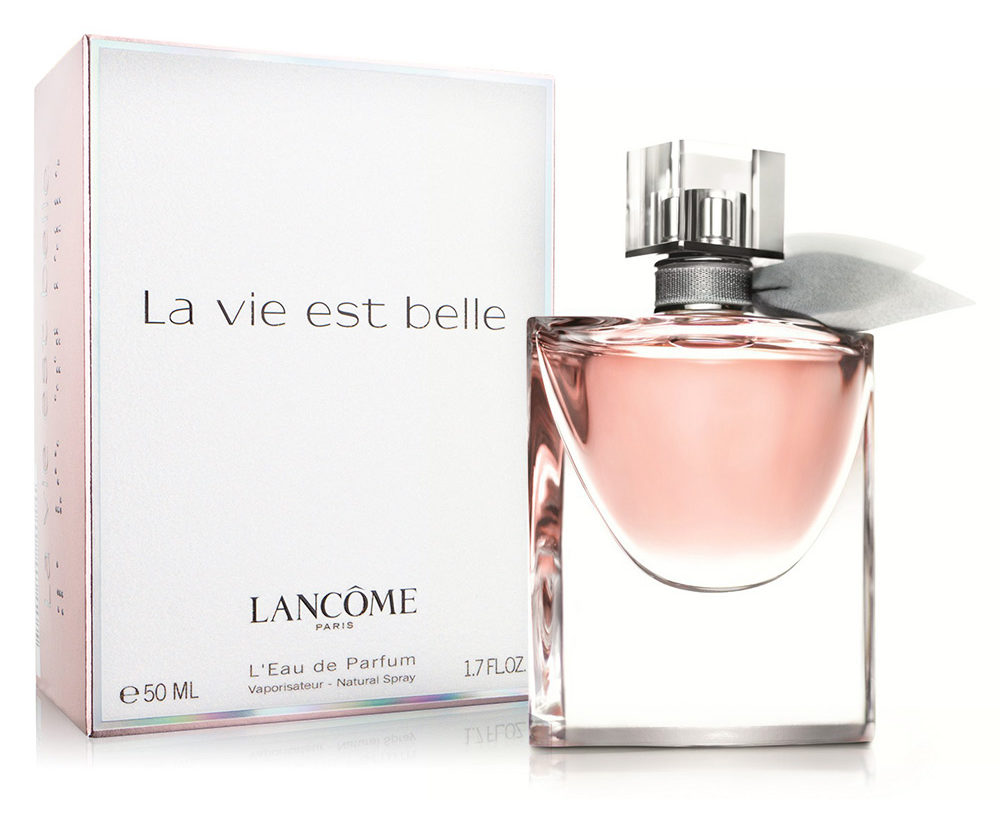 La vie est belle
LANCÔME
PARIS
L'Eau de Parfum
Vaporisateur - Natural Spray
℮50 ML
1.7 FL.OZ.